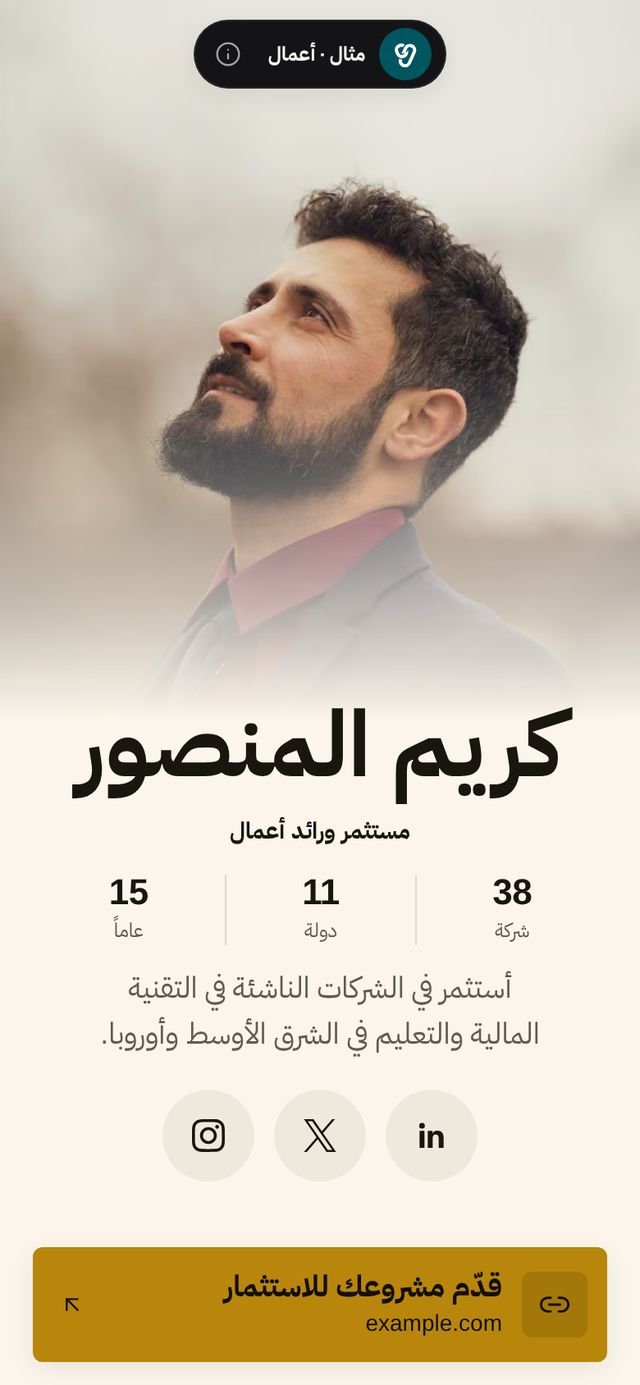 مثال · أعمال
كريم المنصور
مستثمر ورائد أعمال
38
شركة
11
دولة
15
عاماً
أستثمر في الشركات الناشئة في التقنية
المالية والتعليم في الشرق الأوسط وأوروبا.
in
قدّم مشروعك للاستثمار
example.com